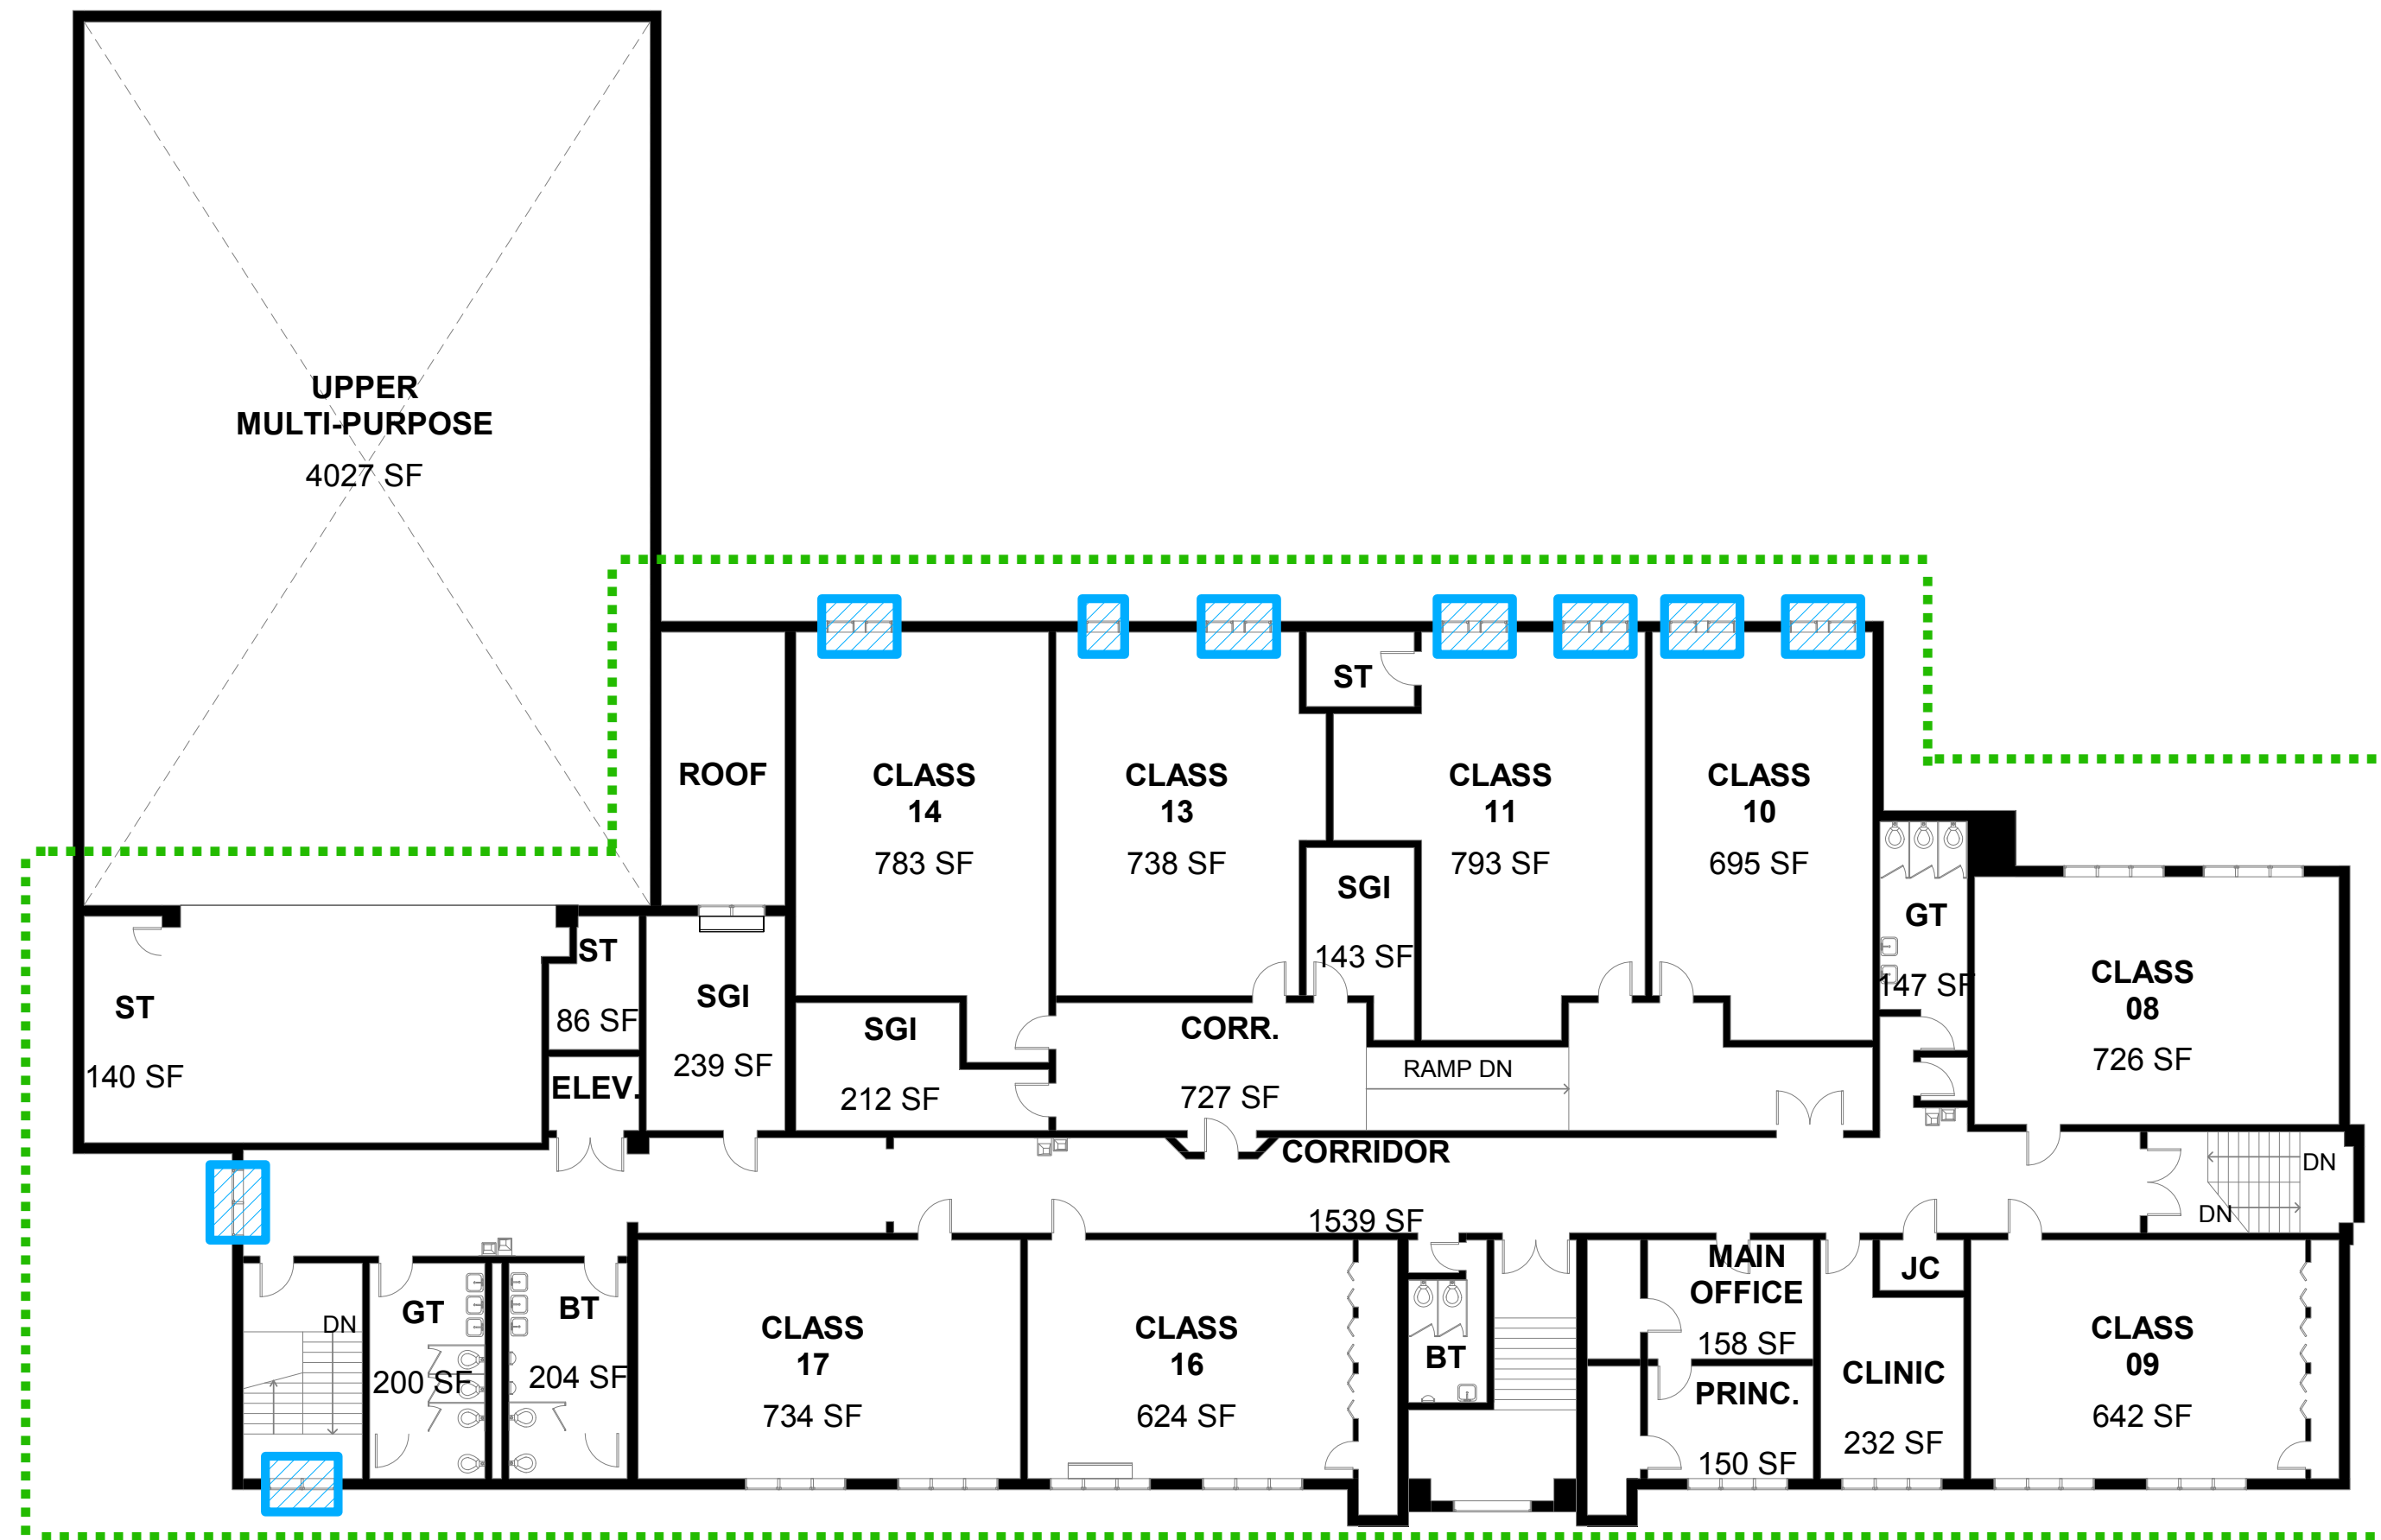 UPPER
MULTI-PURPOSE
4027 SF
ROOF
CLASS
14
783 SF
CLASS
13
738 SF
ST
CLASS
11
793 SF
CLASS
10
695 SF
SGI
143 SF
GT
147 SF
CLASS
08
726 SF
ST
140 SF
ST
86 SF
ELEV.
SGI
239 SF
SGI
212 SF
CORR.
727 SF
RAMP DN
CORRIDOR
1539 SF
DN
DN
DN
GT
200 SF
BT
204 SF
CLASS
17
734 SF
CLASS
16
624 SF
BT
MAIN
OFFICE
158 SF
PRINC.
150 SF
JC
CLINIC
232 SF
CLASS
09
642 SF